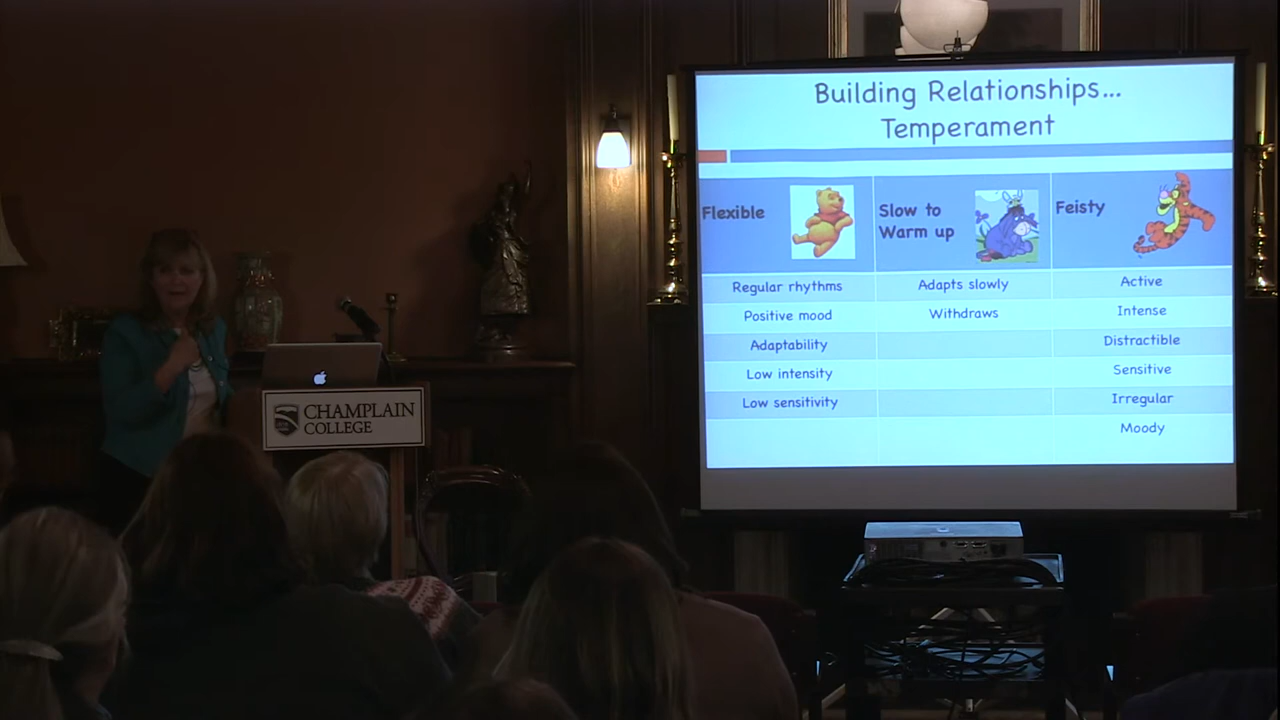 Building Relationships...
Temperament
Flexible
Slow to
Warm up
Feisty
Regular rhythms
Adapts slowly
Active
Positive mood
Withdraws
Intense
Adaptability
Distractible
Low intensity
Sensitive
Low sensitivity
Irregular
Moody
CHAMPLAIN
COLLEGE